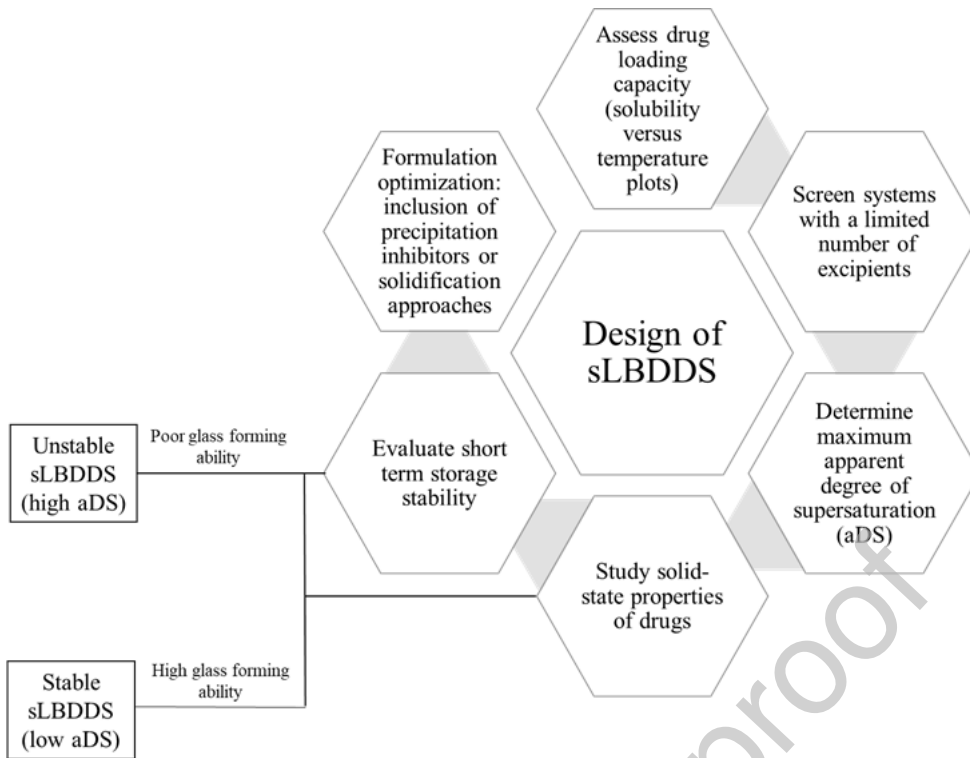 Assess drug
loading
capacity
(solubility
versus
temperature
plots)
Screen systems
with a limited
number of
excipients
Determine
maximum
apparent
degree of
supersaturation
(aDS)
Study solid-
state properties
of drugs
Evaluate short
term storage
stability
Formulation
optimization:
inclusion of
precipitation
inhibitors or
solidification
approaches
Design of
sLBDDS
Unstable
sLBDDS
(high aDS)
Poor glass forming
ability
Stable
sLBDDS
(low aDS)
High glass forming
ability
proof